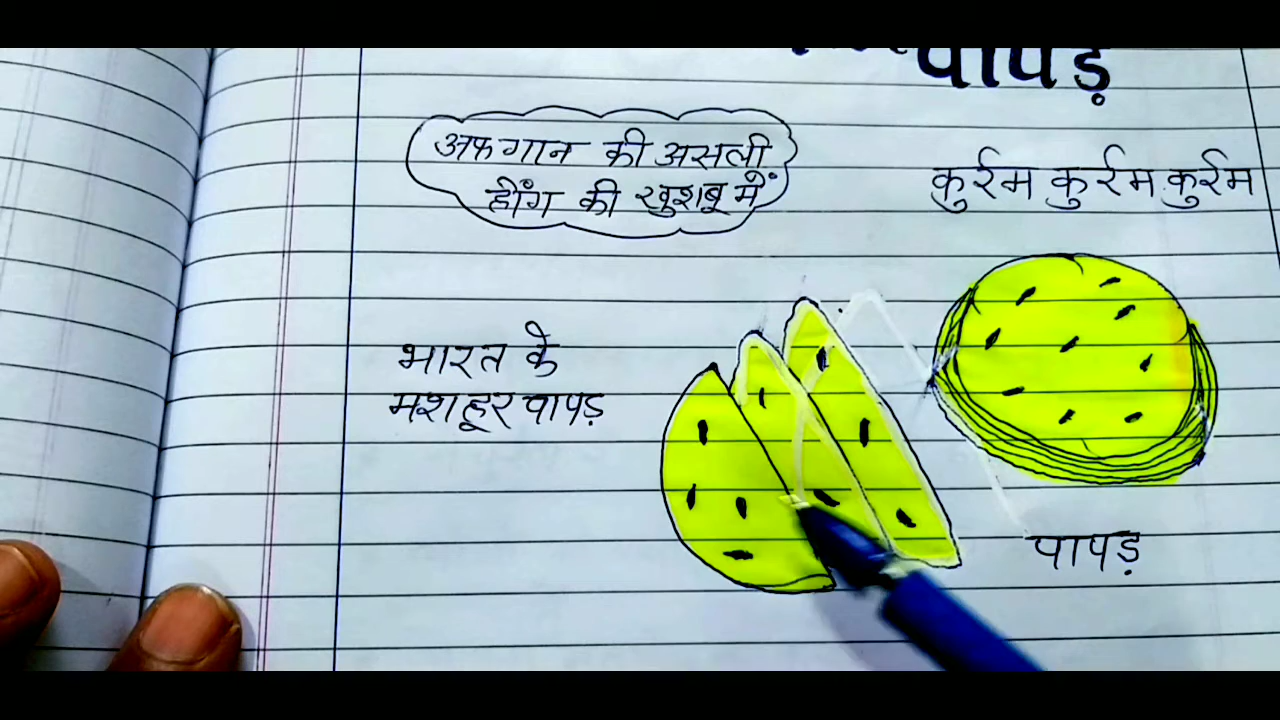 पापड़
अफगान की असली
हींग की खुशबू में
कुर्रम कुर्रम कुर्रम
भारत के
मशहूर पापड़
पापड़